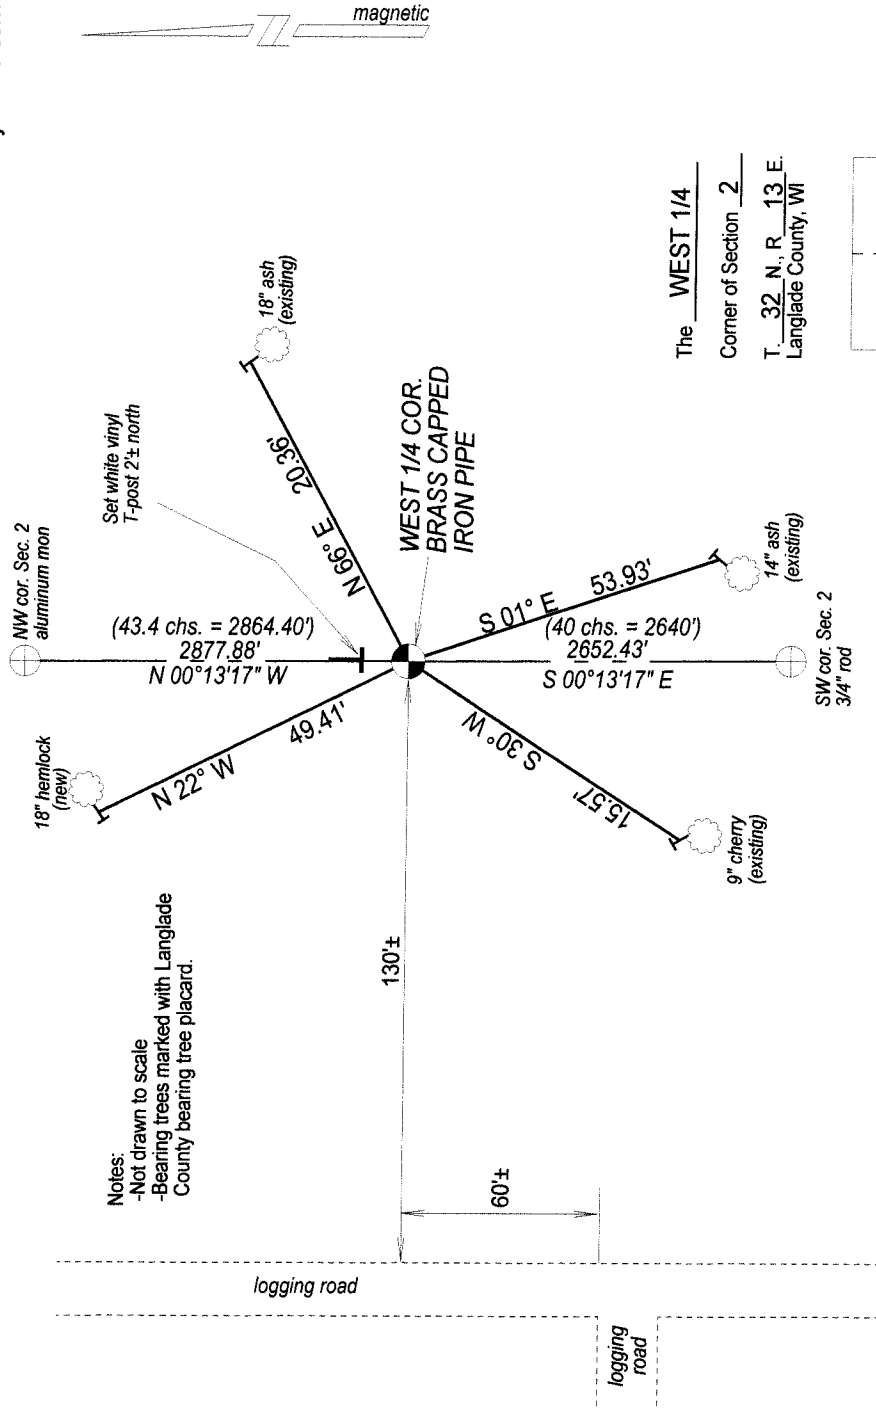 magnetic
NW cor. Sec. 2
aluminum mon
Set white vinyl
T-post 2'± north
18" hemlock
(new)
(43.4 chs. = 2864.40')
2877.88'
N 00°13'17" W
N 22° W
49.41'
N 66° E
20.36'
18" ash
(existing)
WEST 1/4 COR.
BRASS CAPPED
IRON PIPE
S 01° E
53.93'
14" ash
(existing)
(40 chs. = 2640')
2652.43'
S 00°13'17" E
S 30° W
15.57'
9" cherry
(existing)
SW cor. Sec. 2
3/4" rod
Notes:
-Not drawn to scale
-Bearing trees marked with Langlade
County bearing tree placard.
130'±
60'±
logging road
logging
road
The WEST 1/4
Corner of Section 2
T. 32 N., R 13 E.
Langlade County, WI